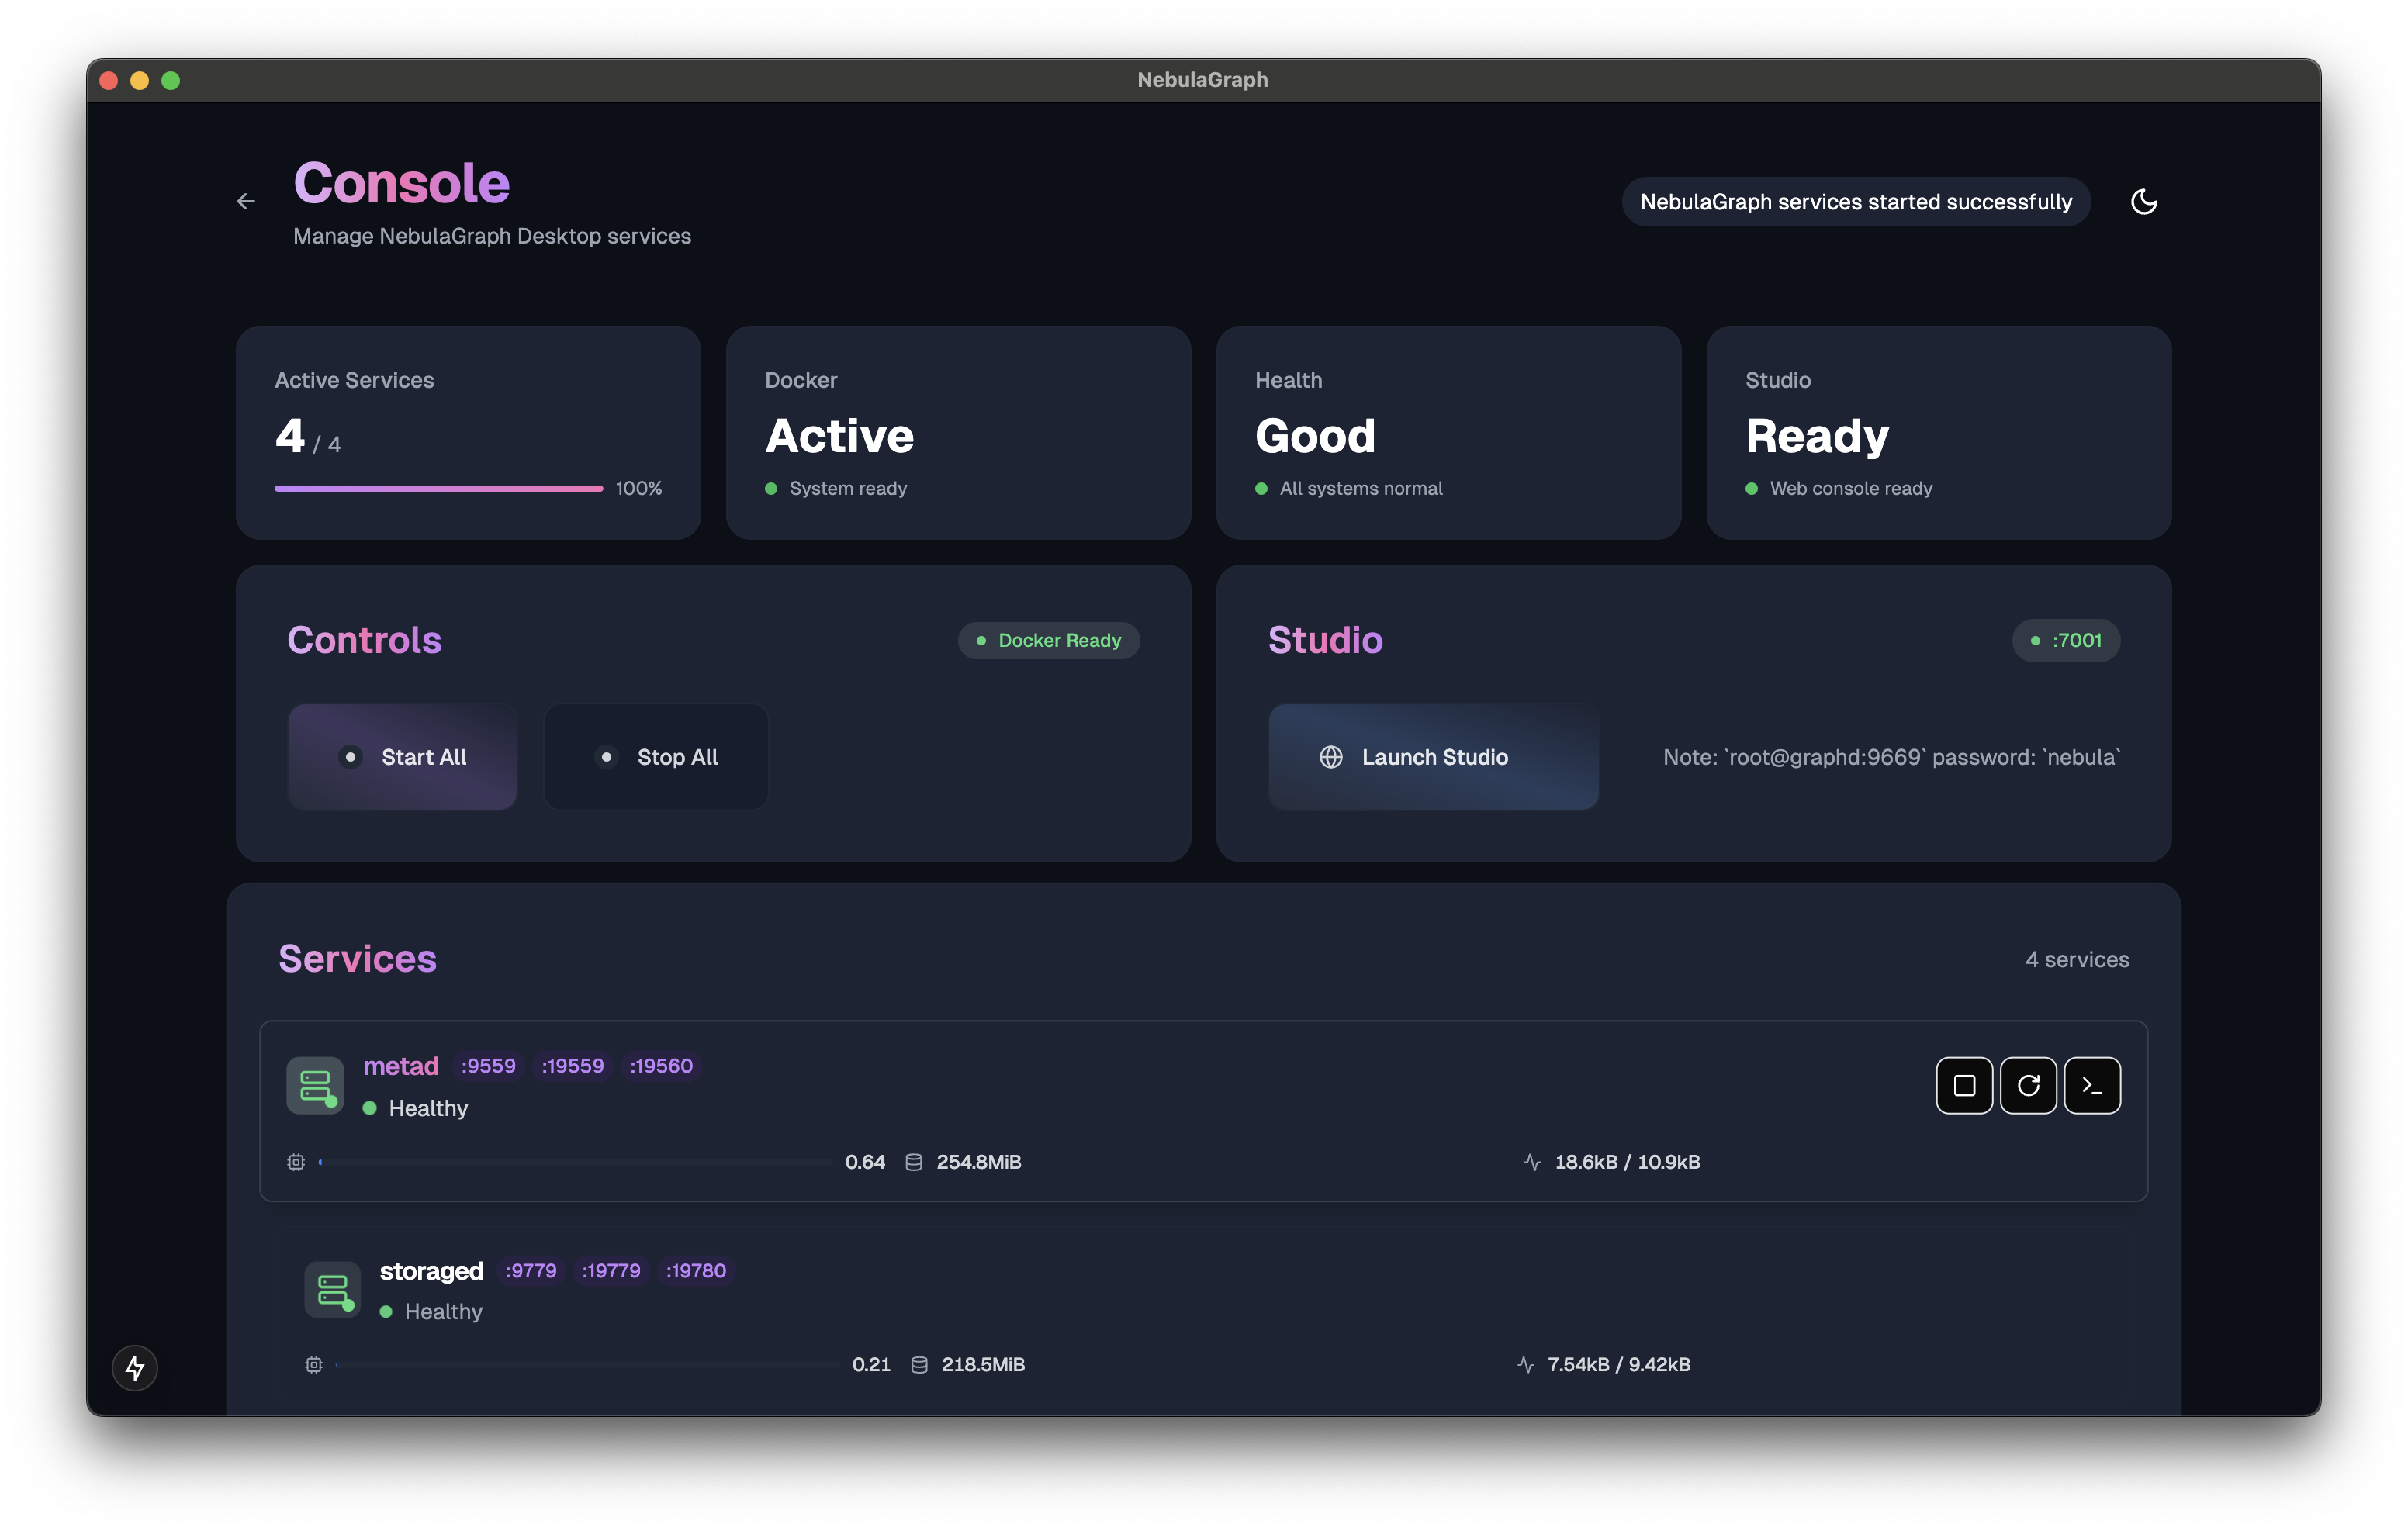 NebulaGraph
Console
Manage NebulaGraph Desktop services
NebulaGraph services started successfully
Active Services
4 / 4
100%
Docker
Active
System ready
Health
Good
All systems normal
Studio
Ready
Web console ready
Controls
Docker Ready
Start All
Stop All
Studio
:7001
Launch Studio
Note: `root@graphd:9669` password: `nebula`
Services
4 services
metad :9559 :19559 :19560
Healthy
0.64 254.8MiB 18.6kB / 10.9kB
storaged :9779 :19779 :19780
Healthy
0.21 218.5MiB 7.54kB / 9.42kB